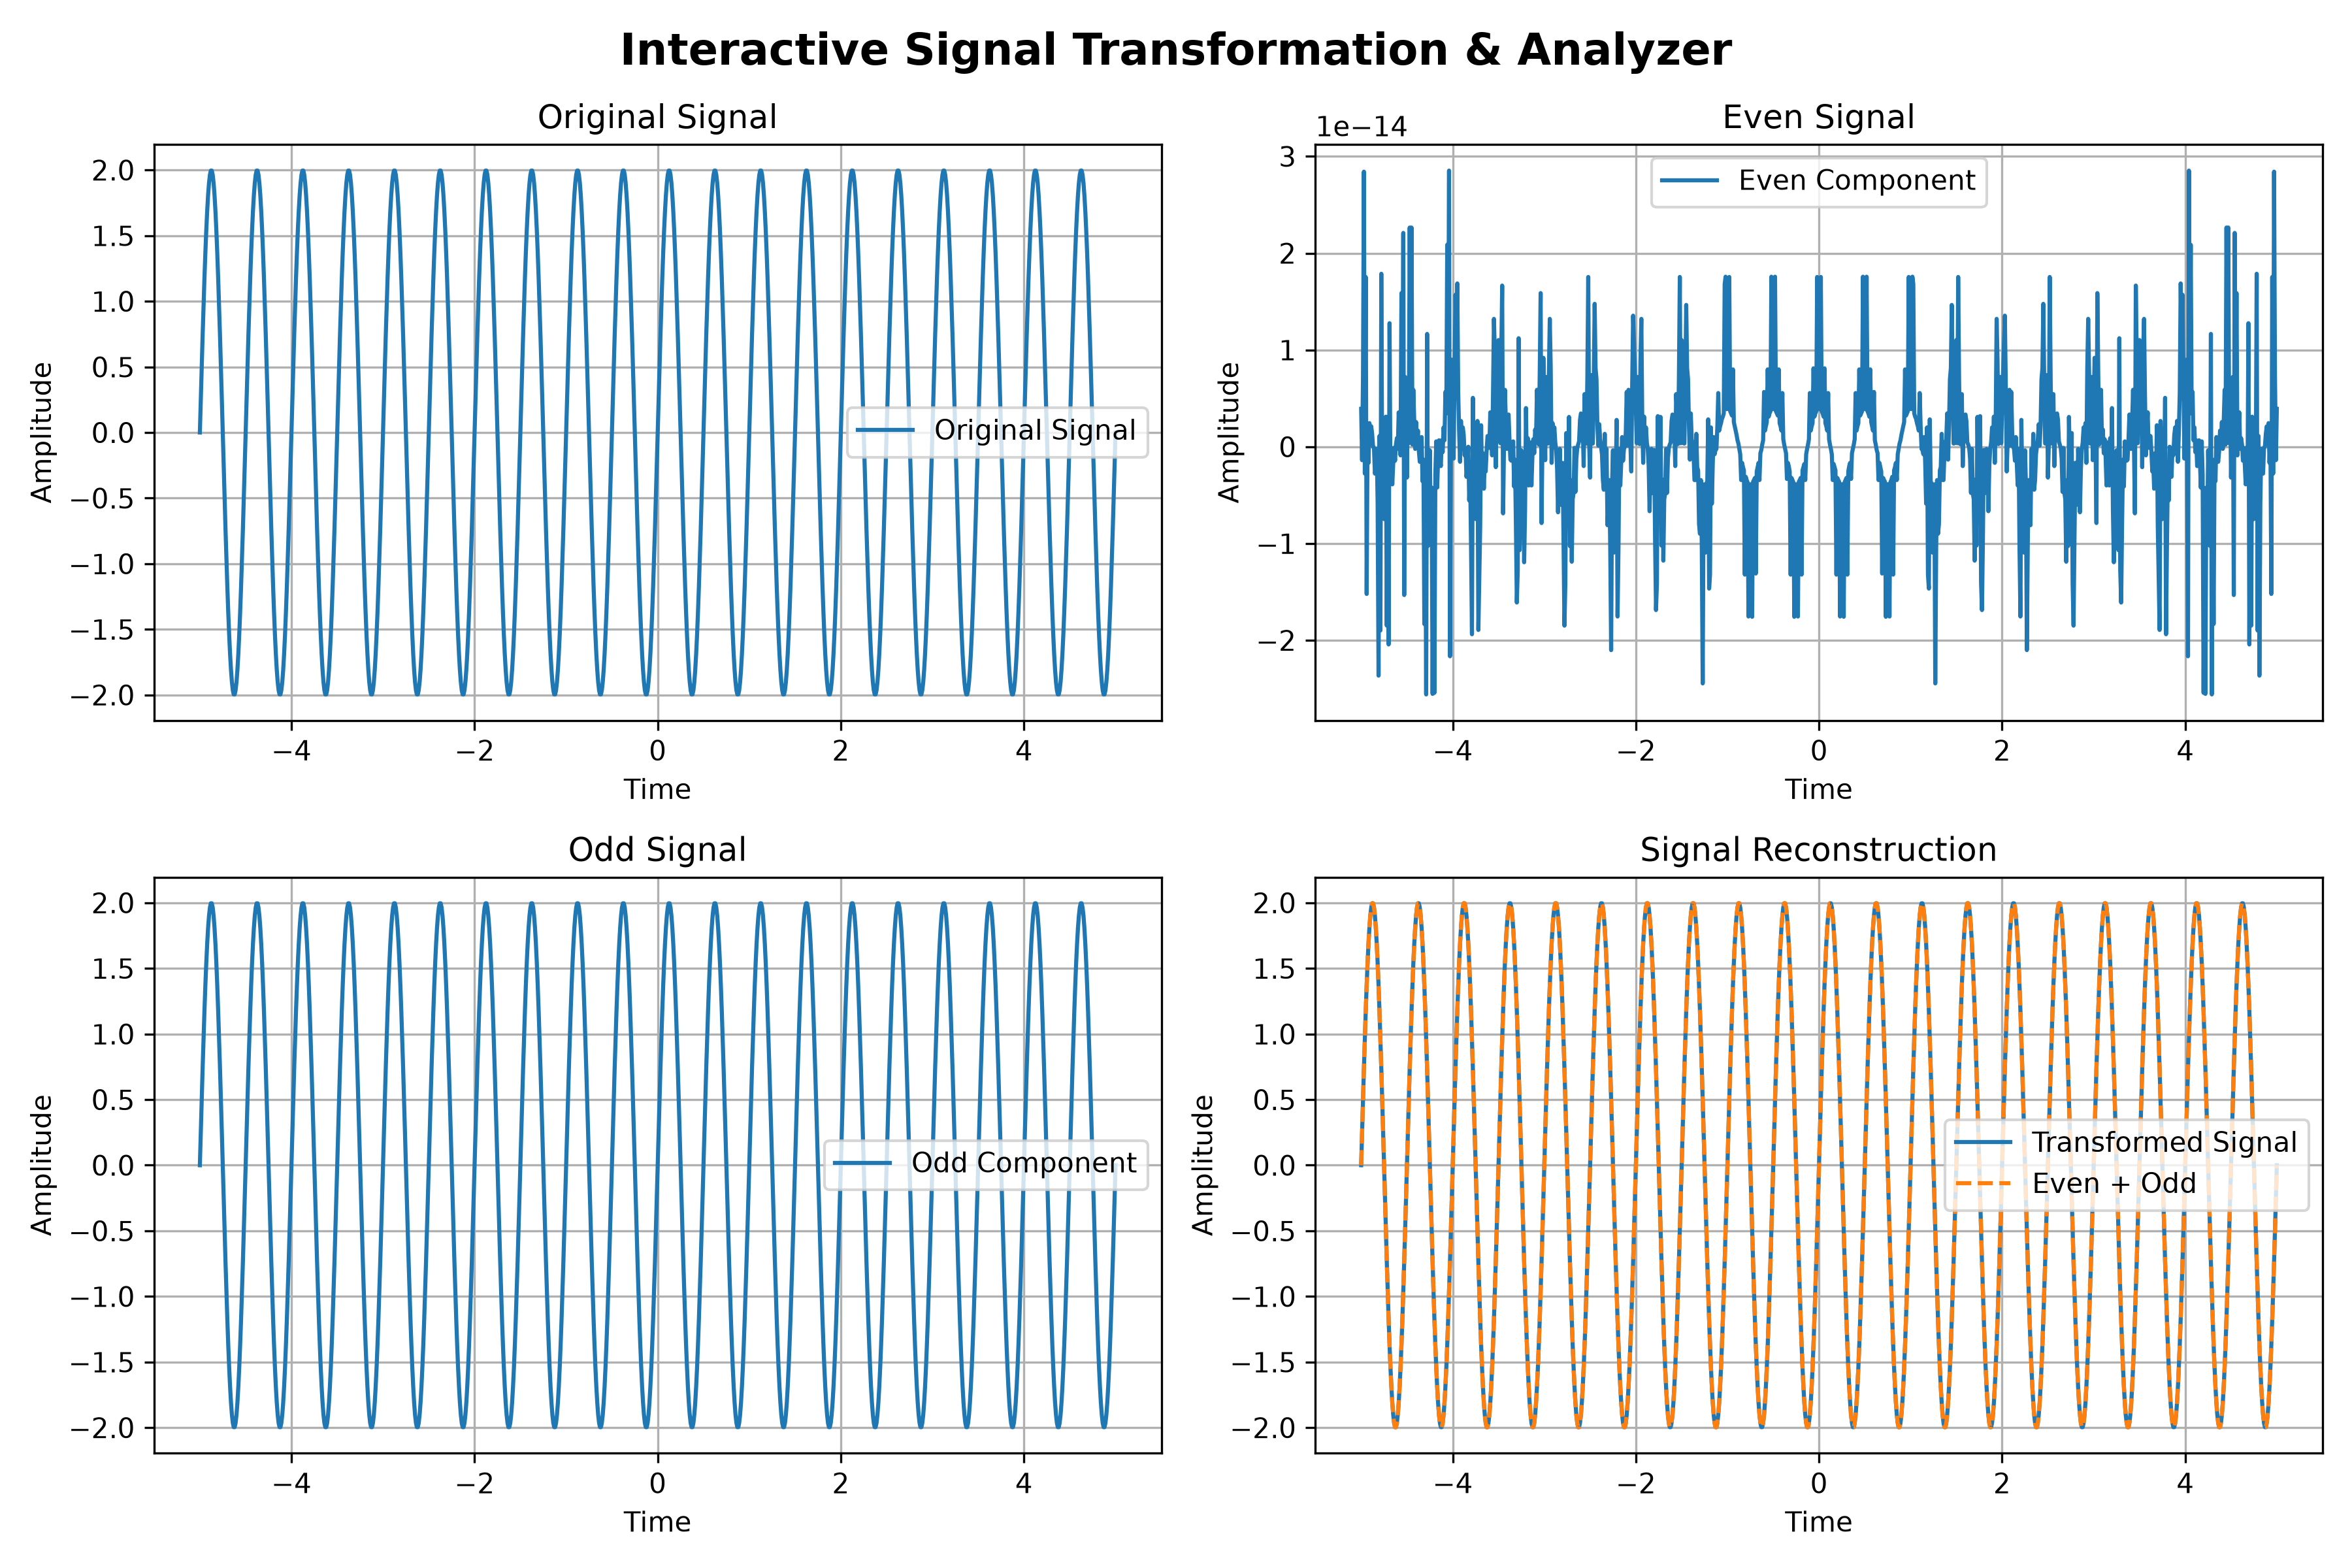 Interactive Signal Transformation & Analyzer
Original Signal
2.0
1.5
1.0
0.5
0.0
−0.5
−1.0
−1.5
−2.0
Amplitude
Original Signal
−4 −2 0 2 4
Time
Even Signal
1e−14
3
2
1
0
−1
−2
Amplitude
Even Component
−4 −2 0 2 4
Time
Odd Signal
2.0
1.5
1.0
0.5
0.0
−0.5
−1.0
−1.5
−2.0
Amplitude
Odd Component
−4 −2 0 2 4
Time
Signal Reconstruction
2.0
1.5
1.0
0.5
0.0
−0.5
−1.0
−1.5
−2.0
Amplitude
Transformed Signal
Even + Odd
−4 −2 0 2 4
Time